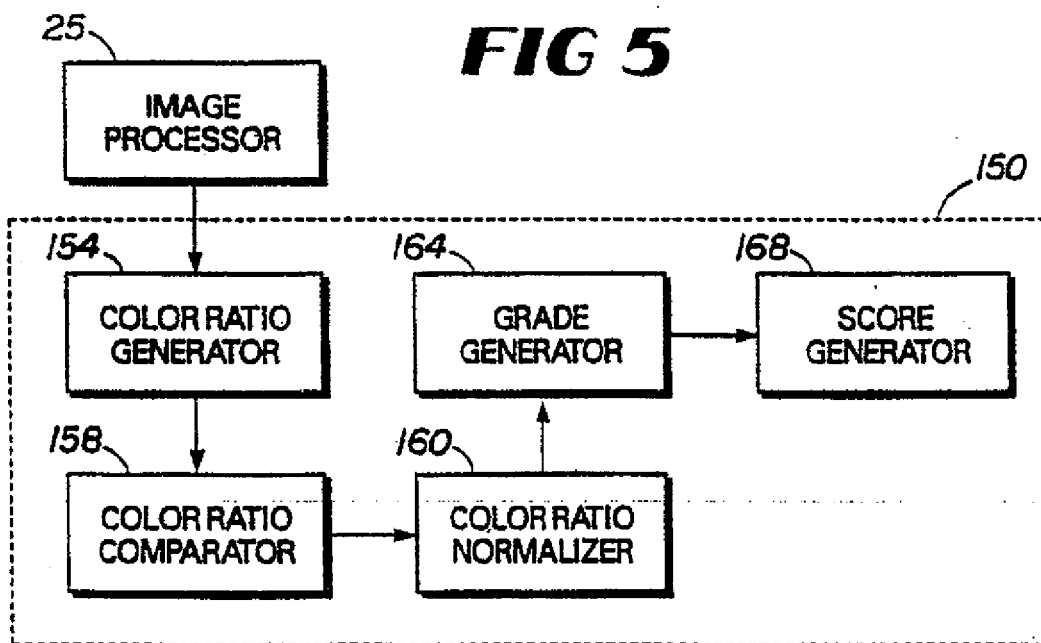 FIG 5
25
IMAGE
PROCESSOR
150
154
COLOR RATIO
GENERATOR
164
GRADE
GENERATOR
168
SCORE
GENERATOR
158
COLOR RATIO
COMPARATOR
160
COLOR RATIO
NORMALIZER